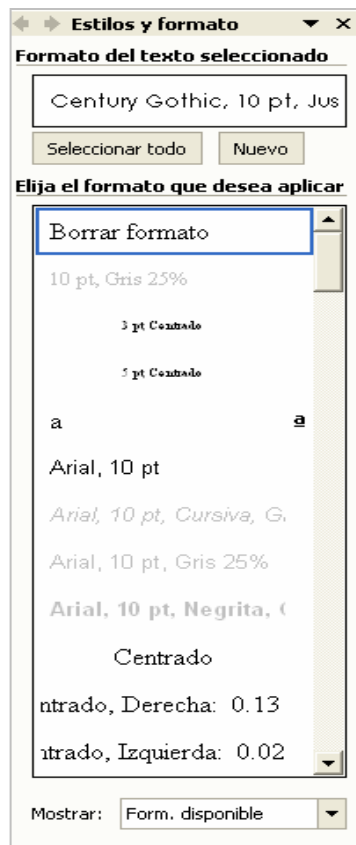 Estilos y formato
Formato del texto seleccionado
Century Gothic, 10 pt, Jus
Seleccionar todo Nuevo
Elija el formato que desea aplicar
Borrar formato
10 pt, Gris 25%
3 pt Centrado
5 pt Centrado
a a
Arial, 10 pt
Arial, 10 pt, Cursiva, G
Arial, 10 pt, Gris 25%
Arial, 10 pt, Negrita, (
Centrado
ntrado, Derecha: 0.13
ntrado, Izquierda: 0.02
Mostrar: Form. disponible